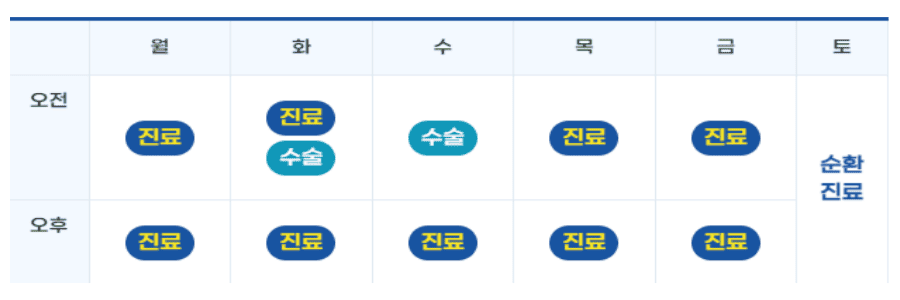 월 화 수 목 금 토
오전
진료 진료 수술 진료 진료
수술
순환
진료
오후
진료 진료 진료 진료 진료